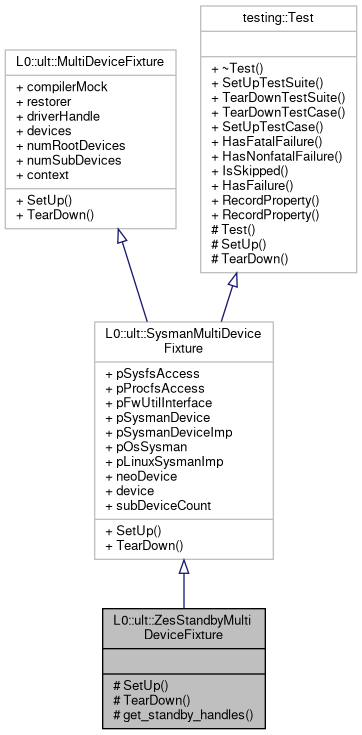 testing::Test
+ ~Test()
+ SetUpTestSuite()
+ TearDownTestSuite()
+ TearDownTestCase()
+ SetUpTestCase()
+ HasFatalFailure()
+ HasNonfatalFailure()
+ IsSkipped()
+ HasFailure()
+ RecordProperty()
+ RecordProperty()
# Test()
# SetUp()
# TearDown()
L0::ult::MultiDeviceFixture
+ compilerMock
+ restorer
+ driverHandle
+ devices
+ numRootDevices
+ numSubDevices
+ context
+ SetUp()
+ TearDown()
L0::ult::SysmanMultiDevice
Fixture
+ pSysfsAccess
+ pProcfsAccess
+ pFwUtilInterface
+ pSysmanDevice
+ pSysmanDeviceImp
+ pOsSysman
+ pLinuxSysmanImp
+ neoDevice
+ device
+ subDeviceCount
+ SetUp()
+ TearDown()
L0::ult::ZesStandbyMulti
DeviceFixture
# SetUp()
# TearDown()
# get_standby_handles()